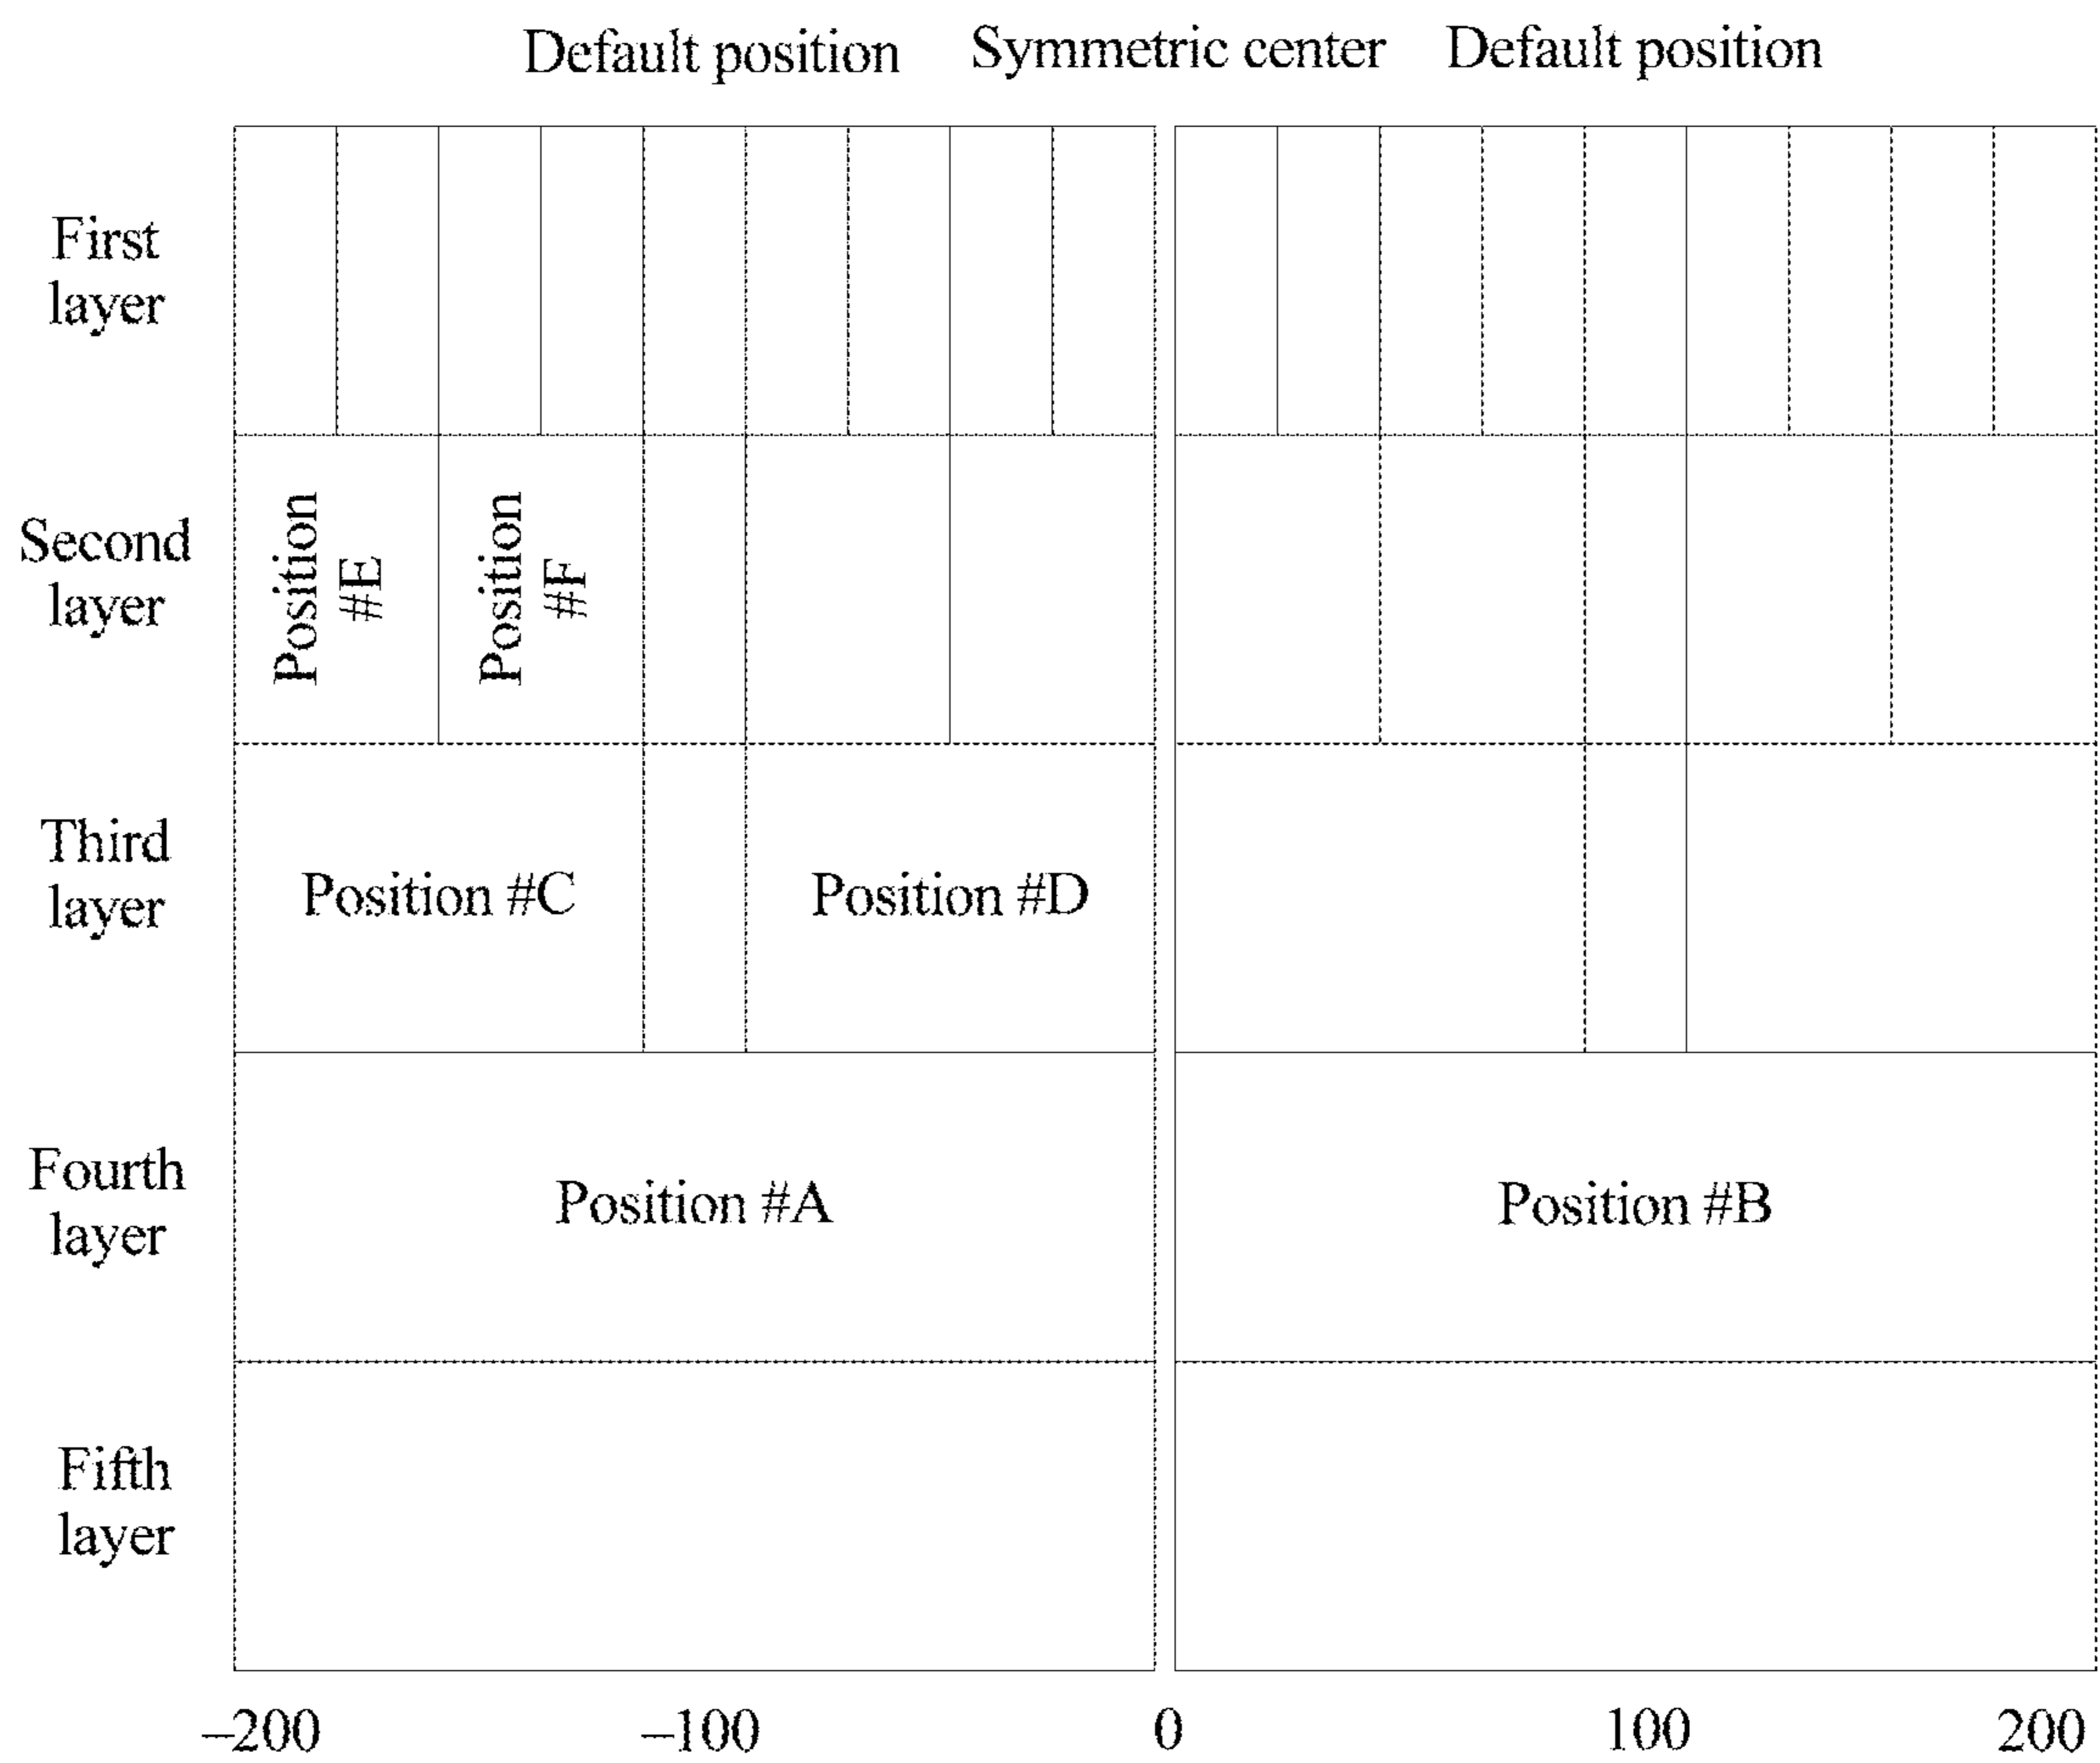 Default position Symmetric center Default position
First
layer
Second
layer
Position
#E
Position
#F
Third
layer
Position #C Position #D
Fourth
layer
Position #A Position #B
Fifth
layer
–200 –100 0 100 200